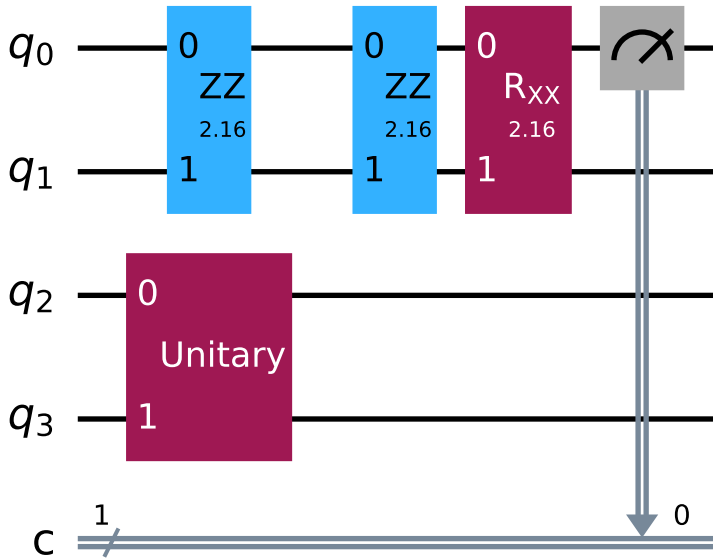 q0 0 ZZ 2.16 1 0 ZZ 2.16 1 0 RXX 2.16 1
q1
q2 0 Unitary 1
q3
c 1 0